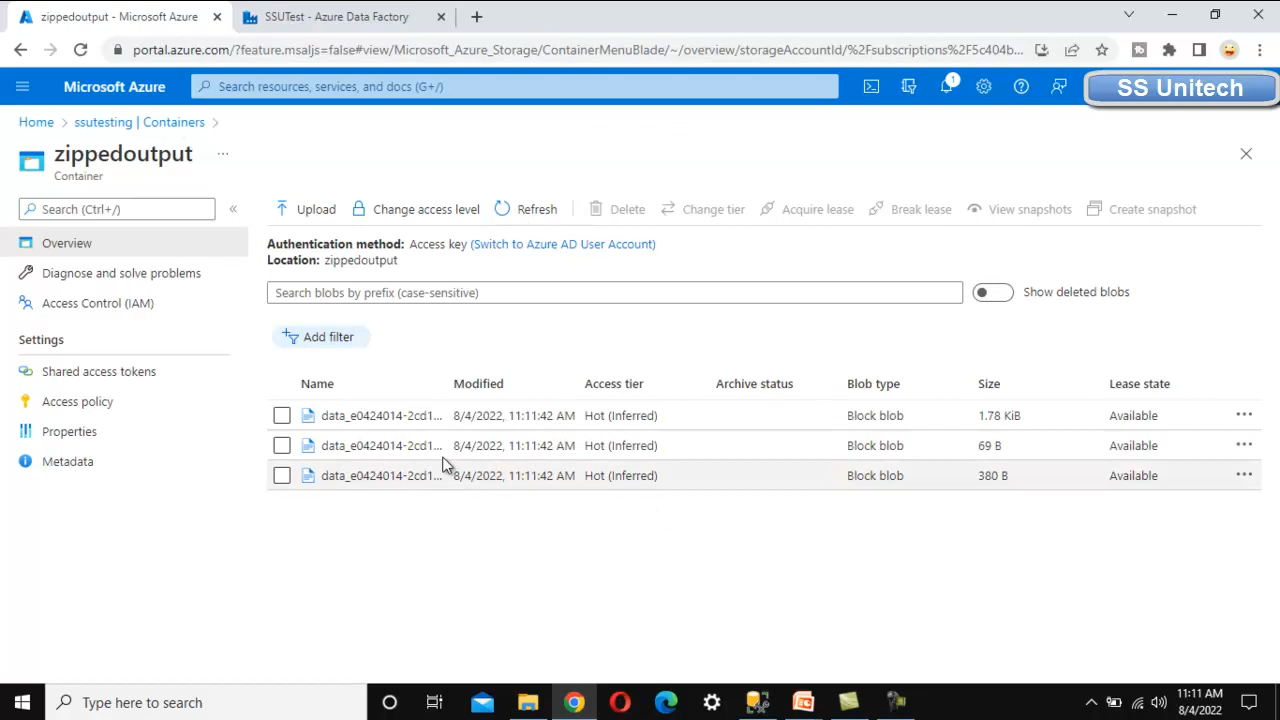 zippedoutput - Microsoft Azure
SSUTest - Azure Data Factory
portal.azure.com/?feature.msaljs=false#view/Microsoft_Azure_Storage/ContainerMenuBlade/~/overview/storageAccountId/%2Fsubscriptions%2F5c404b...
Microsoft Azure
Search resources, services, and docs (G+/)
1
SS Unitech
Home > ssutesting | Containers >
zippedoutput ...
Container
Search (Ctrl+/)
«
Overview
Diagnose and solve problems
Access Control (IAM)
Settings
Shared access tokens
Access policy
Properties
Metadata
Upload Change access level Refresh Delete Change tier Acquire lease Break lease View snapshots Create snapshot
Authentication method: Access key (Switch to Azure AD User Account)
Location: zippedoutput
Search blobs by prefix (case-sensitive)
Show deleted blobs
Add filter
Name Modified Access tier Archive status Blob type Size Lease state
data_e0424014-2cd1... 8/4/2022, 11:11:42 AM Hot (Inferred) Block blob 1.78 KiB Available ...
data_e0424014-2cd1... 8/4/2022, 11:11:42 AM Hot (Inferred) Block blob 69 B Available ...
data_e0424014-2cd1... 8/4/2022, 11:11:42 AM Hot (Inferred) Block blob 380 B Available ...
Type here to search
11:11 AM
8/4/2022